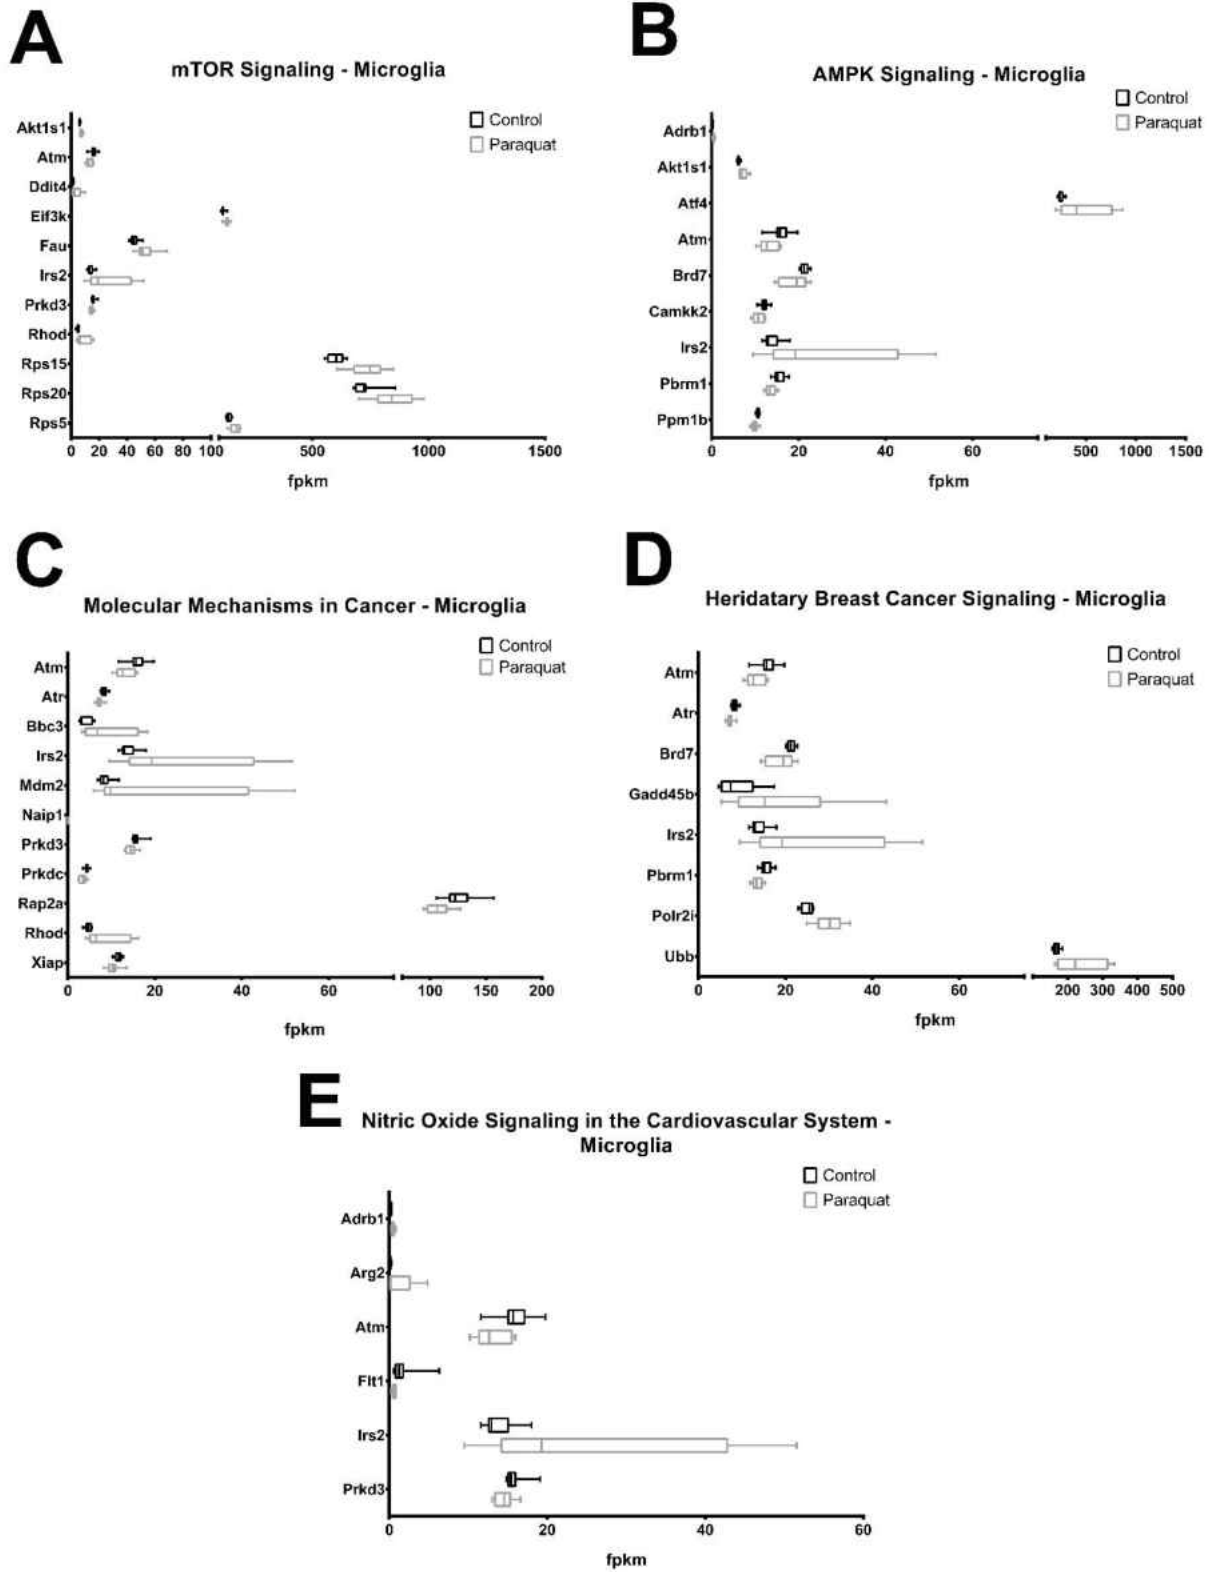 A
mTOR Signaling - Microglia
Control
Paraquat
Akt1s1
Atm
Ddit4
Eif3k
Fau
Irs2
Prkd3
Rhod
Rps15
Rps20
Rps5
0 20 40 60 80 100 500 1000 1500
fpkm
B
AMPK Signaling - Microglia
Control
Paraquat
Adrb1
Akt1s1
Atf4
Atm
Brd7
Camkk2
Irs2
Pbrm1
Ppm1b
0 20 40 60 500 1000 1500
fpkm
C
Molecular Mechanisms in Cancer - Microglia
Control
Paraquat
Atm
Atr
Bbc3
Irs2
Mdm2
Naip1
Prkd3
Prkdc
Rap2a
Rhod
Xiap
0 20 40 60 100 150 200
fpkm
D
Heridatary Breast Cancer Signaling - Microglia
Control
Paraquat
Atm
Atr
Brd7
Gadd45b
Irs2
Pbrm1
Polr2i
Ubb
0 20 40 60 200 300 400 500
fpkm
E
Nitric Oxide Signaling in the Cardiovascular System -
Microglia
Control
Paraquat
Adrb1
Arg2
Atm
Flt1
Irs2
Prkd3
0 20 40 60
fpkm